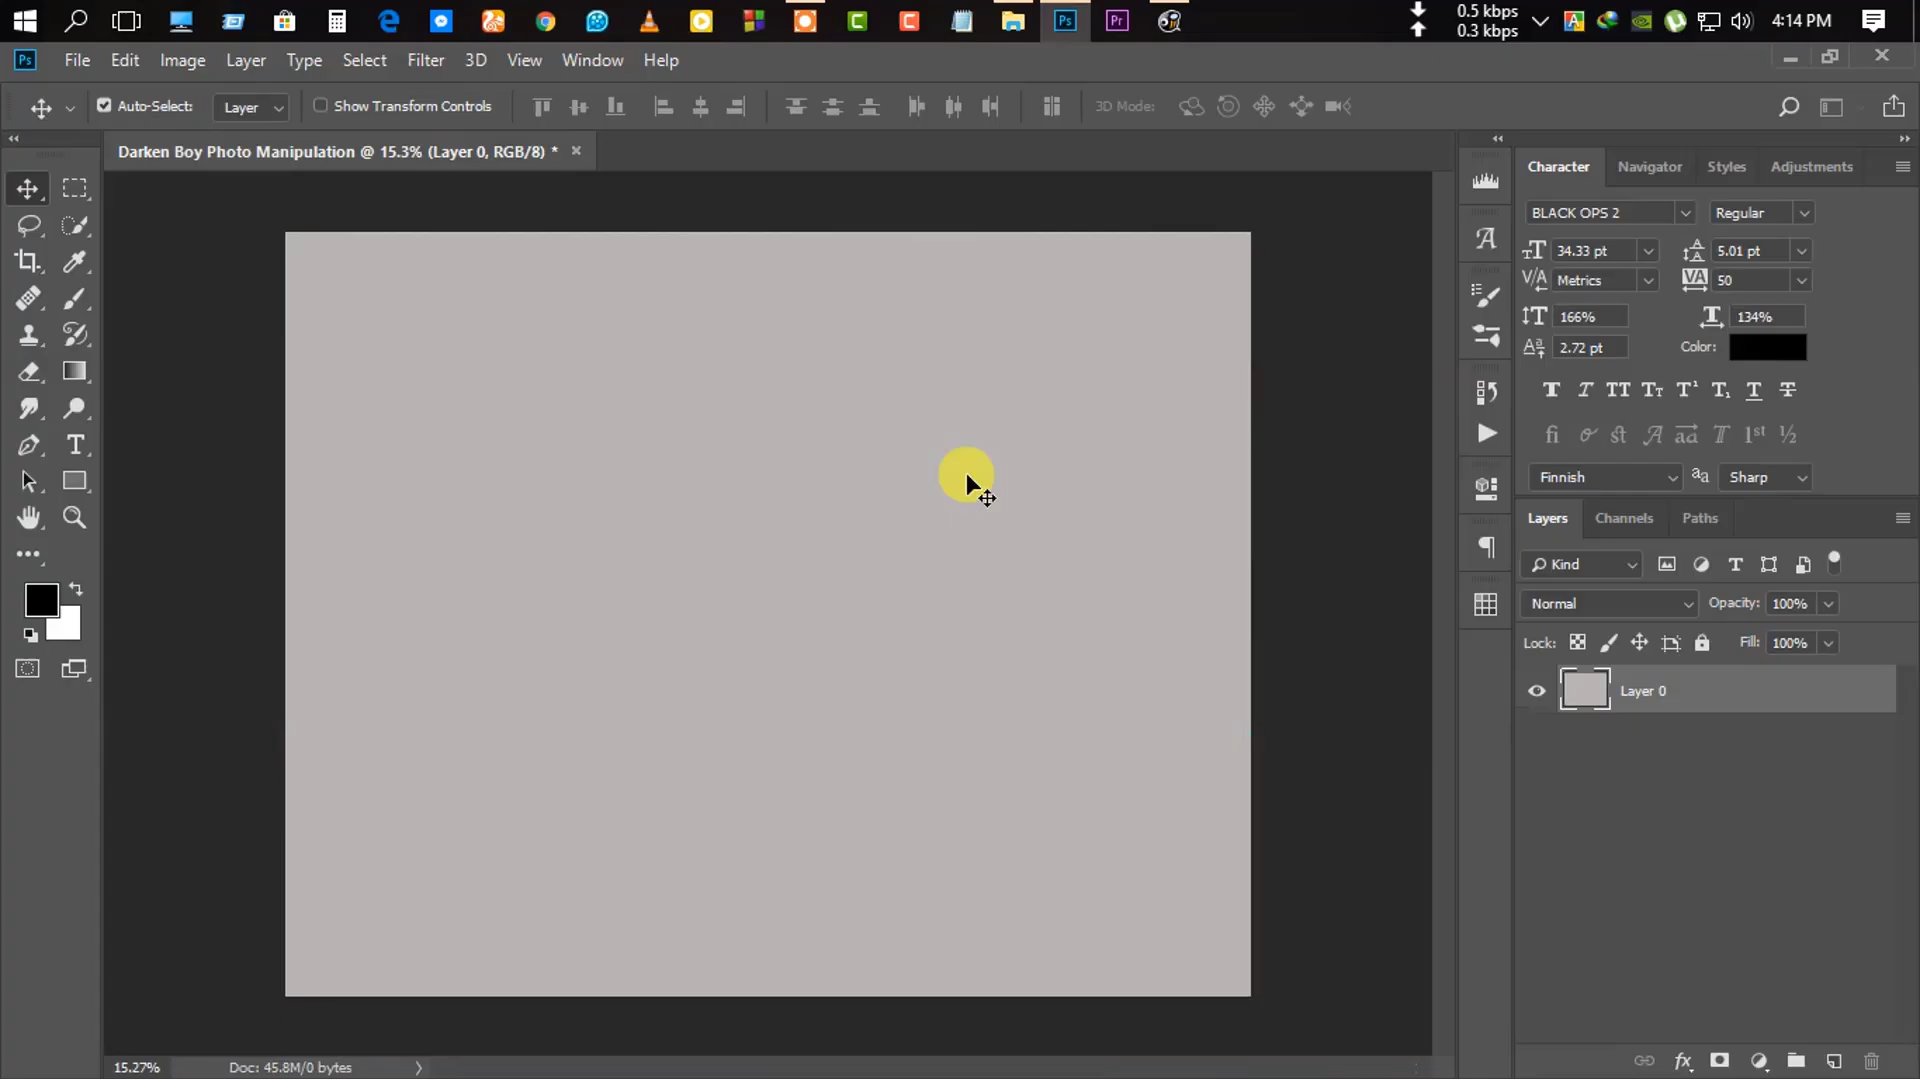 0.5 kbps
0.3 kbps
4:14 PM
Ps File Edit Image Layer Type Select Filter 3D View Window Help
Auto-Select: Layer Show Transform Controls 3D Mode:
Darken Boy Photo Manipulation @ 15.3% (Layer 0, RGB/8) *
Character Navigator Styles Adjustments
BLACK OPS 2 Regular
34.33 pt 5.01 pt
Metrics 50
166% 134%
2.72 pt Color:
Finnish Sharp
Layers Channels Paths
Kind
Normal Opacity: 100%
Lock: Fill: 100%
Layer 0
15.27% Doc: 45.8M/0 bytes